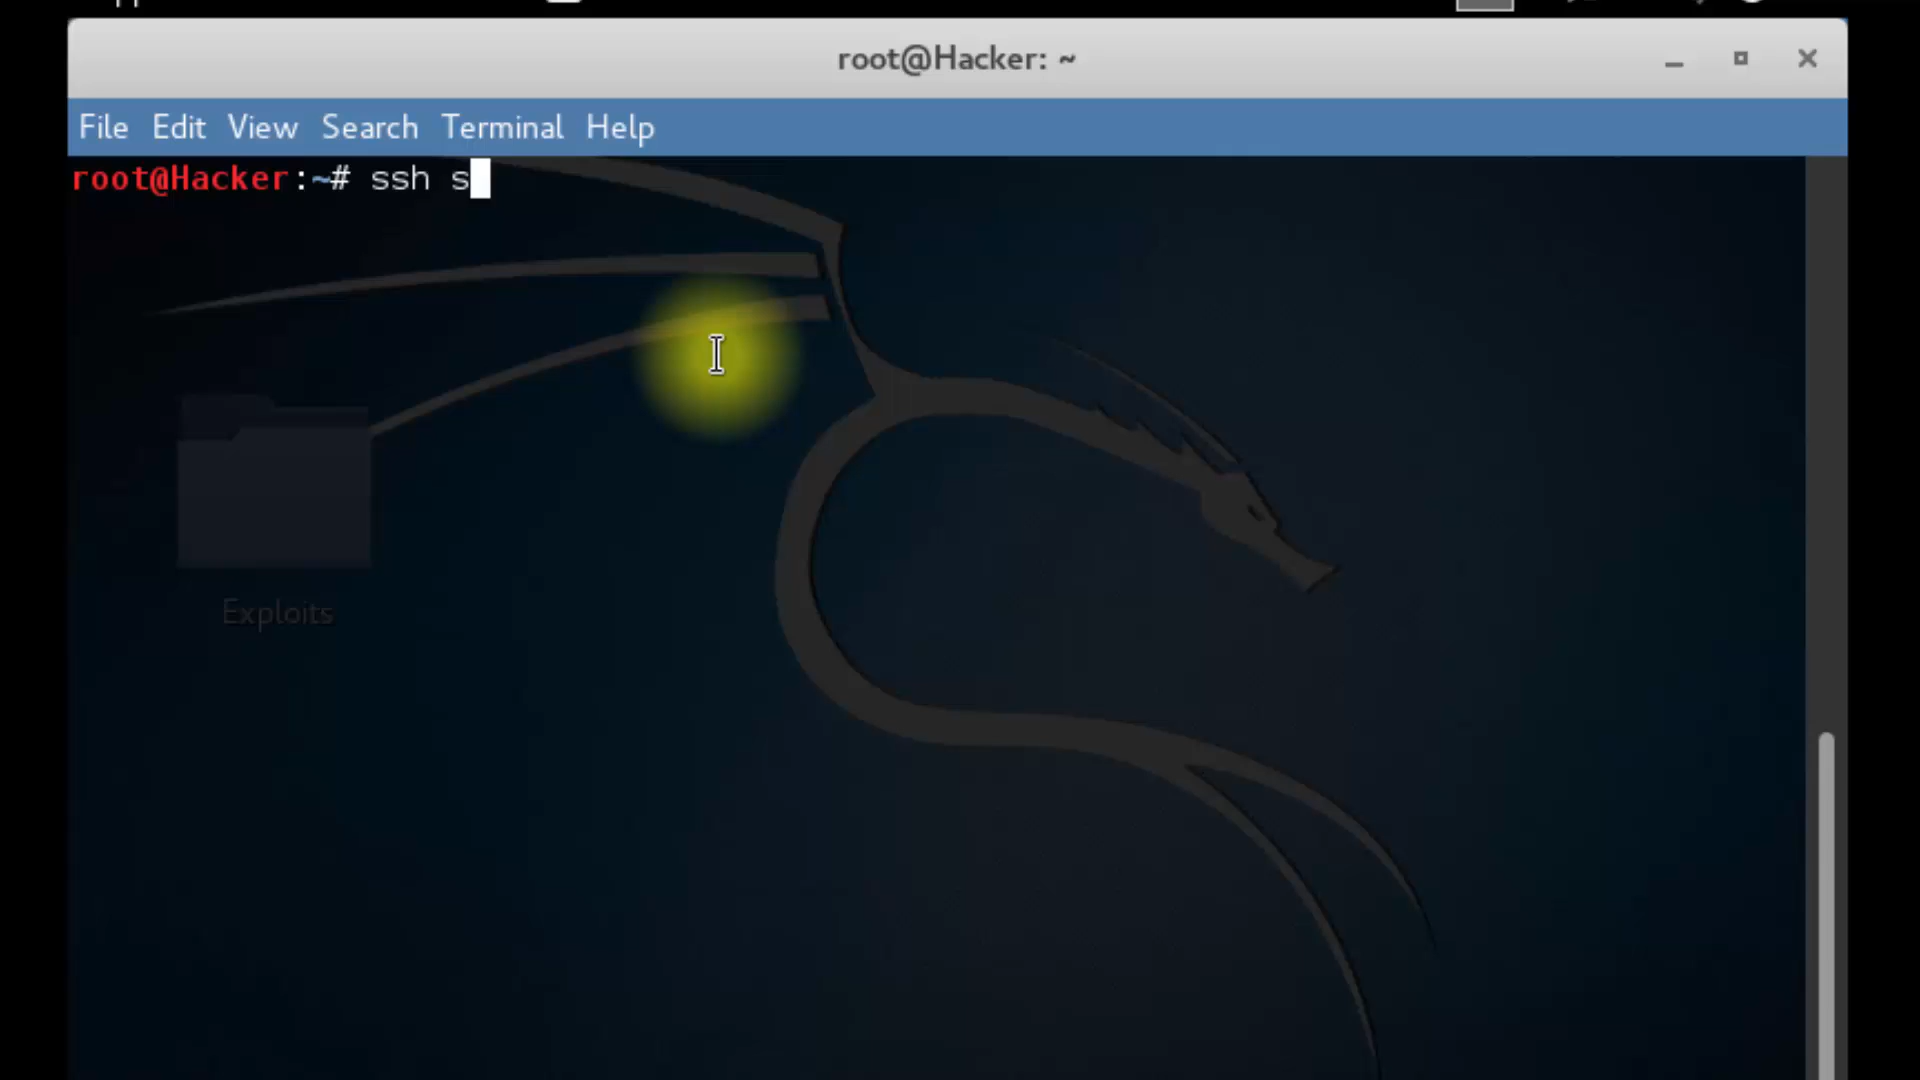 root@Hacker: ~
File Edit View Search Terminal Help
root@Hacker:~# ssh s
Exploits